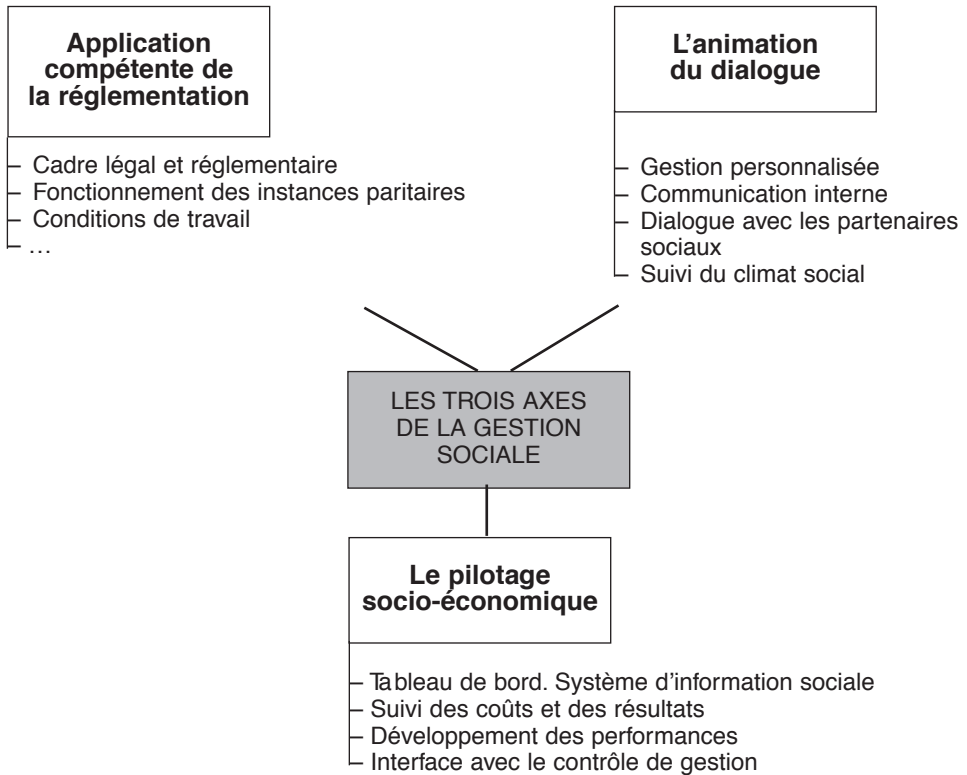 Application
compétente de
la réglementation
– Cadre légal et réglementaire
– Fonctionnement des instances paritaires
– Conditions de travail
– …
L’animation
du dialogue
– Gestion personnalisée
– Communication interne
– Dialogue avec les partenaires
sociaux
– Suivi du climat social
LES TROIS AXES
DE LA GESTION
SOCIALE
Le pilotage
socio-économique
– Tableau de bord. Système d’information sociale
– Suivi des coûts et des résultats
– Développement des performances
– Interface avec le contrôle de gestion